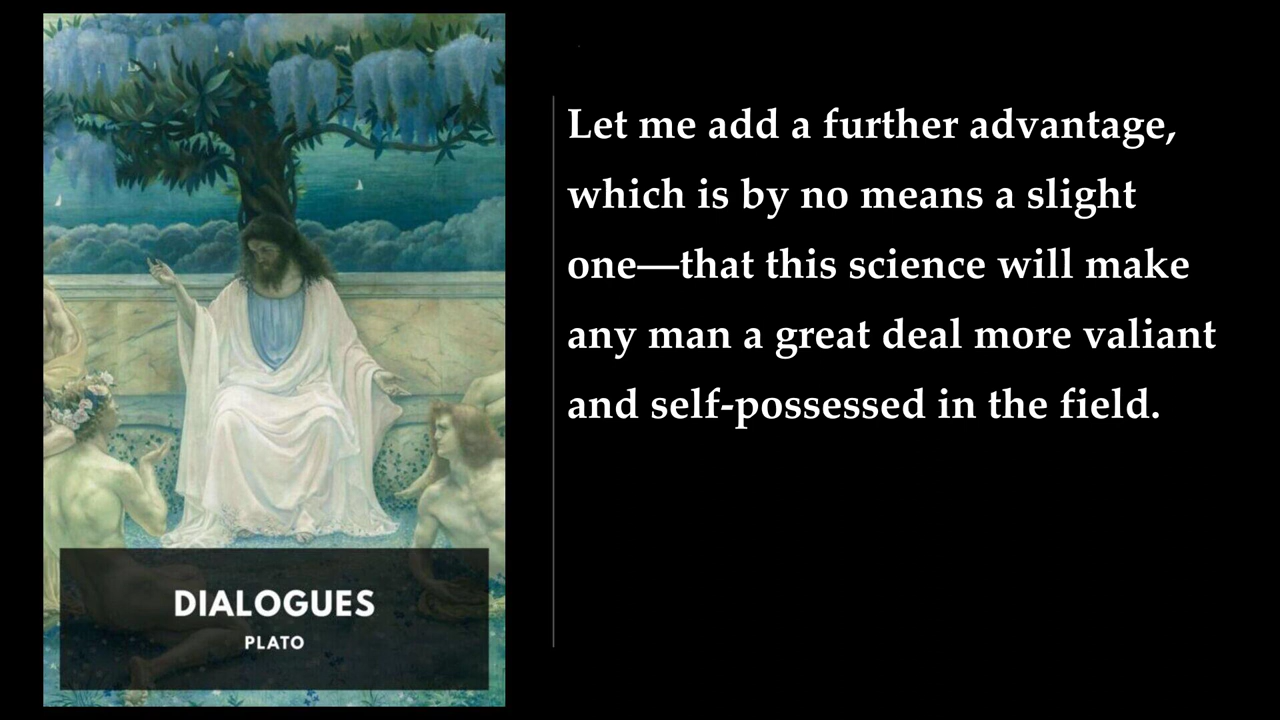 Let me add a further advantage,
which is by no means a slight
one—that this science will make
any man a great deal more valiant
and self-possessed in the field.
DIALOGUES
PLATO